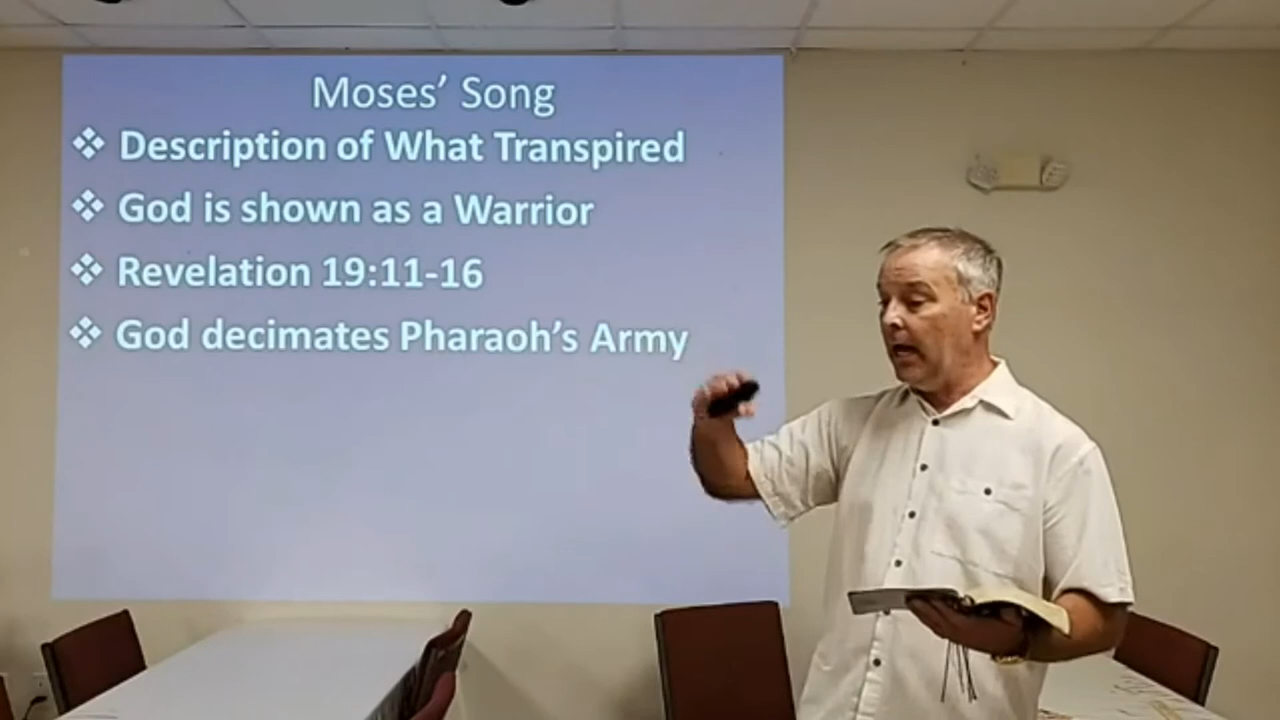 Moses’ Song
❖ Description of What Transpired
❖ God is shown as a Warrior
❖ Revelation 19:11-16
❖ God decimates Pharaoh’s Army